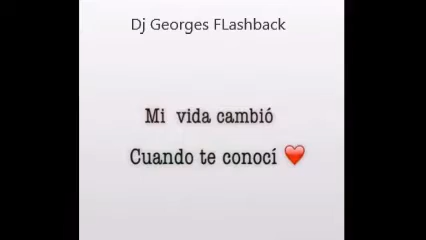 Dj Georges FLashback
Mi vida cambió
Cuando te conocí ❤️